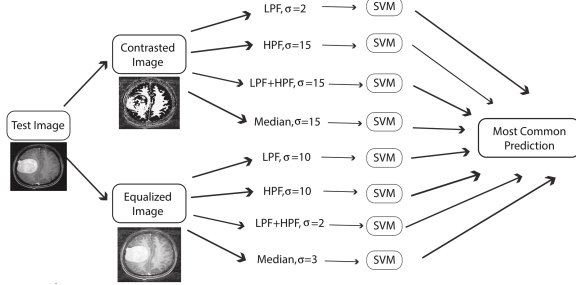 Test Image
Contrasted
Image
Equalized
Image
LPF,σ=2
SVM
HPF,σ=15
SVM
LPF+HPF,σ=15
SVM
Median,σ=15
SVM
LPF,σ=10
SVM
HPF,σ=10
SVM
LPF+HPF,σ=2
SVM
Median,σ=3
SVM
Most Common
Prediction